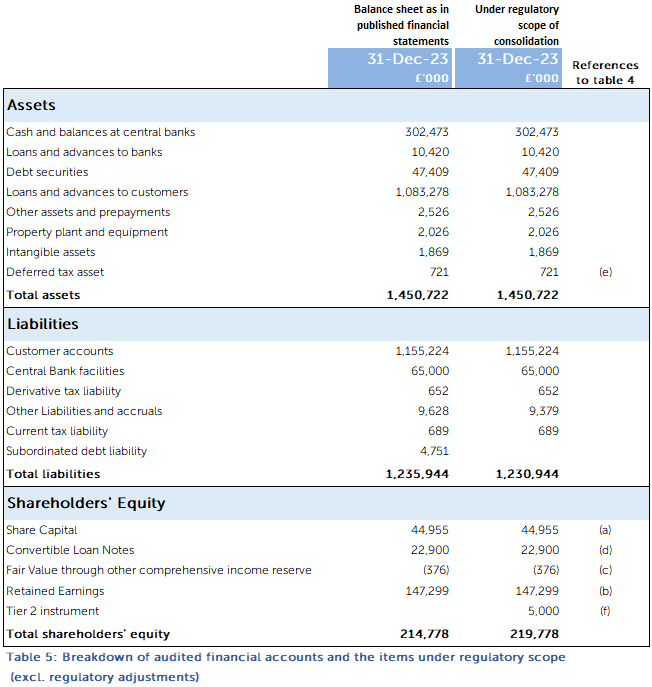 Balance sheet as in published financial statements Under regulatory scope of consolidation
31-Dec-23 31-Dec-23 References
£'000 £'000 to table 4
Assets
Cash and balances at central banks 302,473 302,473
Loans and advances to banks 10,420 10,420
Debt securities 47,409 47,409
Loans and advances to customers 1,083,278 1,083,278
Other assets and prepayments 2,526 2,526
Property plant and equipment 2,026 2,026
Intangible assets 1,869 1,869
Deferred tax asset 721 721 (e)
Total assets 1,450,722 1,450,722
Liabilities
Customer accounts 1,155,224 1,155,224
Central Bank facilities 65,000 65,000
Derivative tax liability 652 652
Other Liabilities and accruals 9,628 9,379
Current tax liability 689 689
Subordinated debt liability 4,751
Total liabilities 1,235,944 1,230,944
Shareholders' Equity
Share Capital 44,955 44,955 (a)
Convertible Loan Notes 22,900 22,900 (d)
Fair Value through other comprehensive income reserve (376) (376) (c)
Retained Earnings 147,299 147,299 (b)
Tier 2 instrument 5,000 (f)
Total shareholders' equity 214,778 219,778
Table 5: Breakdown of audited financial accounts and the items under regulatory scope
(excl. regulatory adjustments)